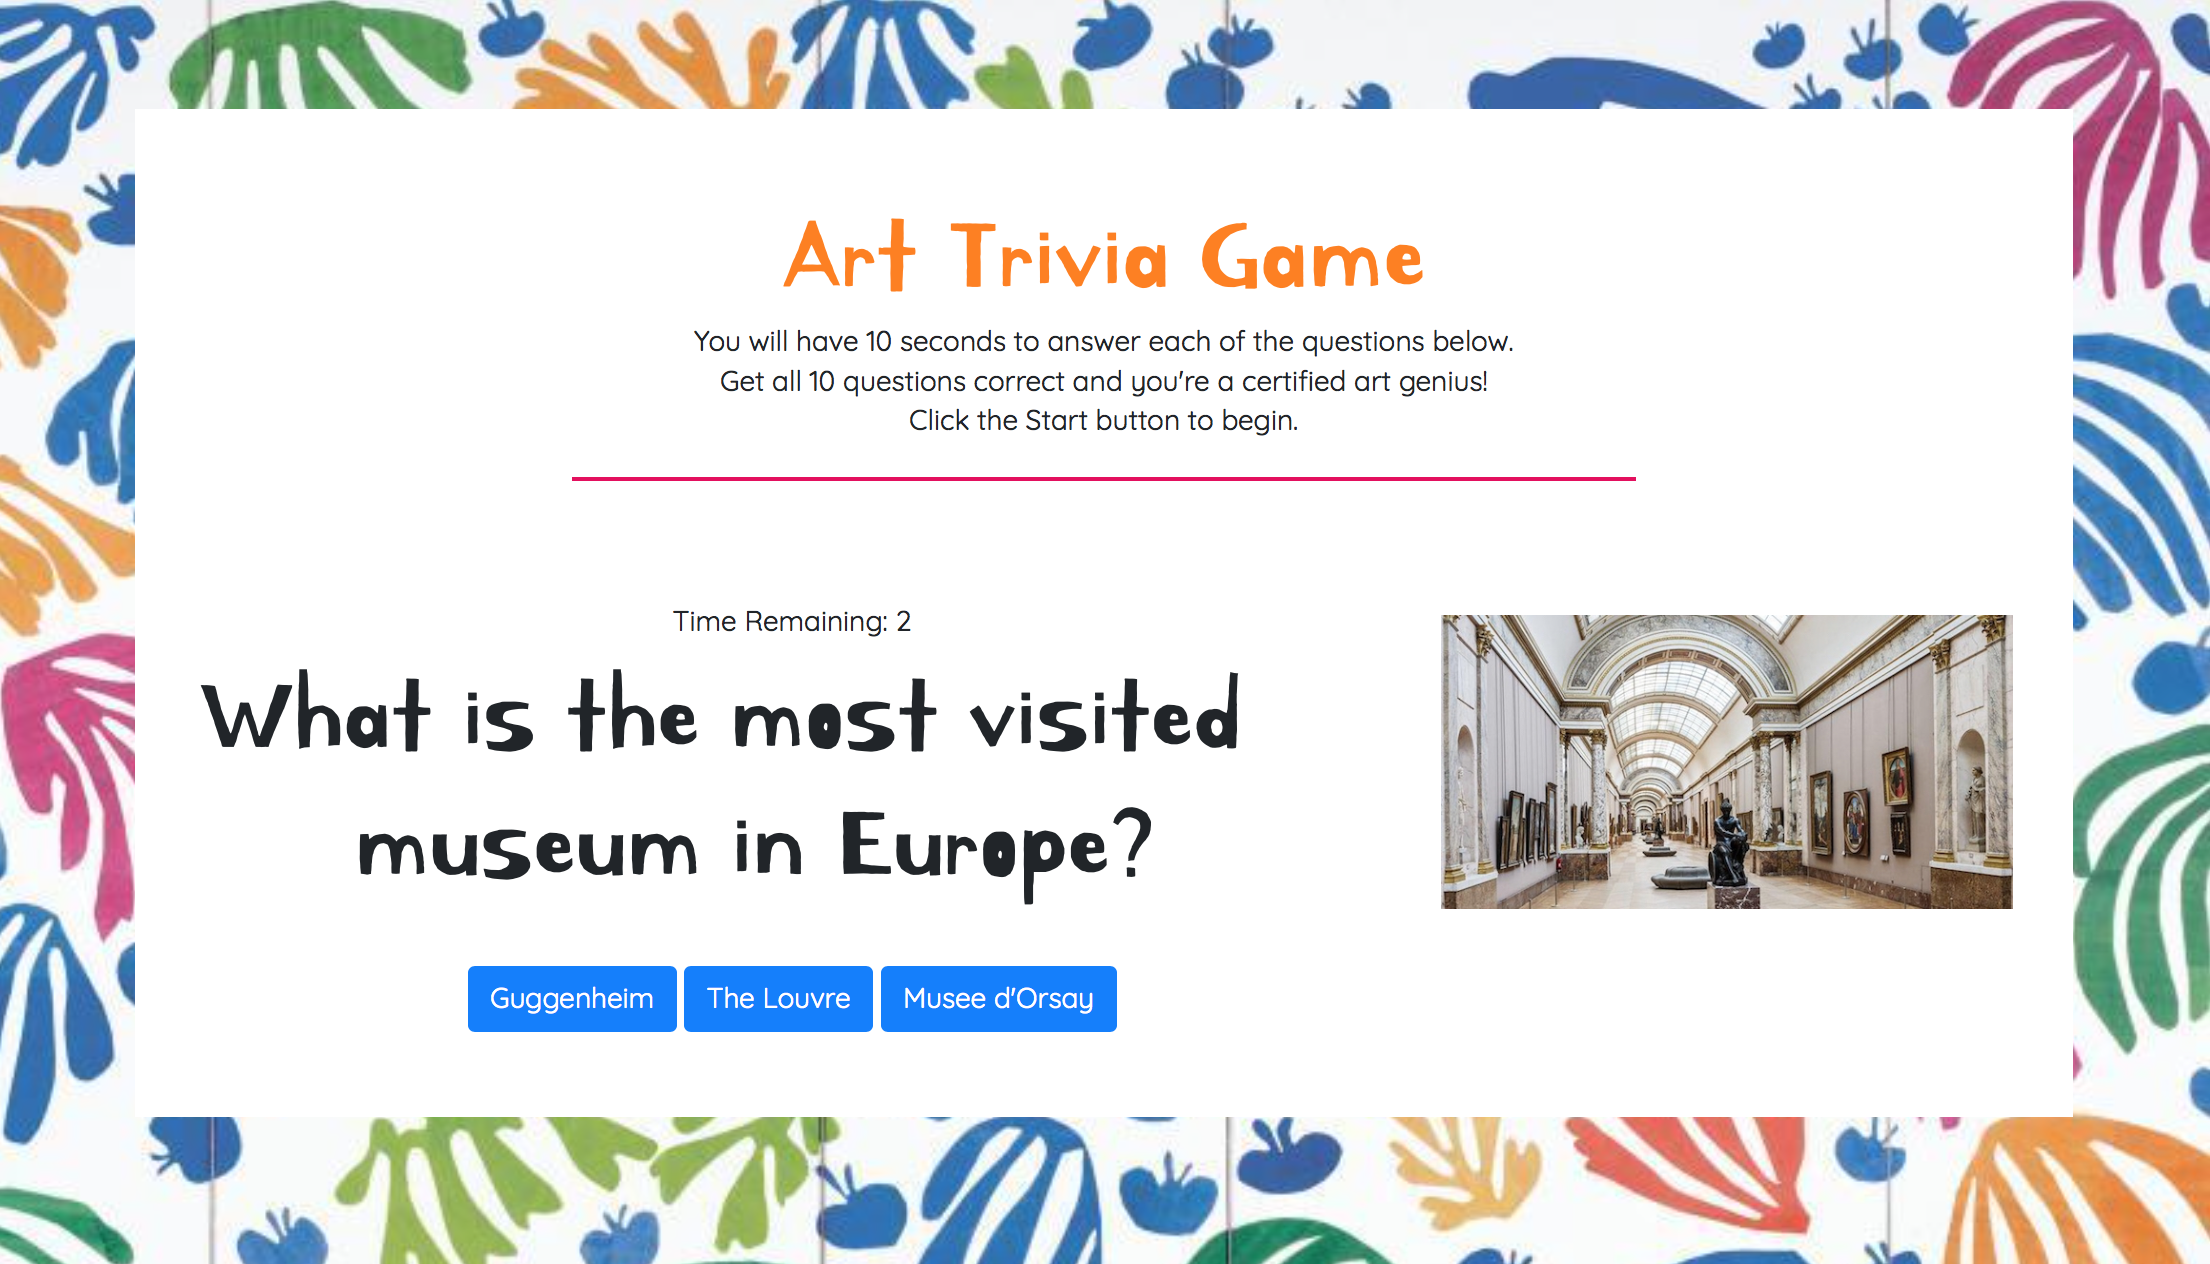 Art Trivia Game
You will have 10 seconds to answer each of the questions below.
Get all 10 questions correct and you're a certified art genius!
Click the Start button to begin.
Time Remaining: 2
What is the most visited
museum in Europe?
Guggenheim
The Louvre
Musee d'Orsay